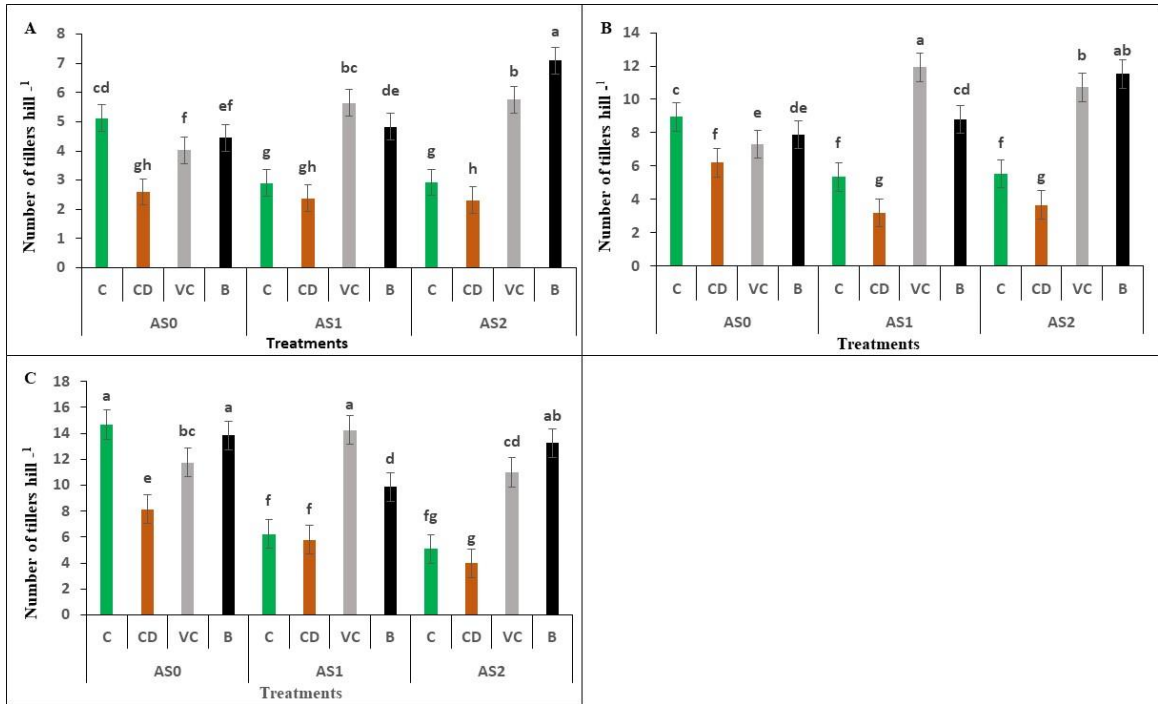 A
Number of tillers hill -1
8
7
6
5
4
3
2
1
0
cd gh f ef g gh bc de g h b a
C CD VC B C CD VC B C CD VC B
AS0 AS1 AS2
Treatments
B
Number of tillers hill -1
14
12
10
8
6
4
2
0
c f e de f g a cd f g b ab
C CD VC B C CD VC B C CD VC B
AS0 AS1 AS2
Treatments
C
Number of tillers hill -1
18
16
14
12
10
8
6
4
2
0
a e bc a f f a d fg g cd ab
C CD VC B C CD VC B C CD VC B
AS0 AS1 AS2
Treatments